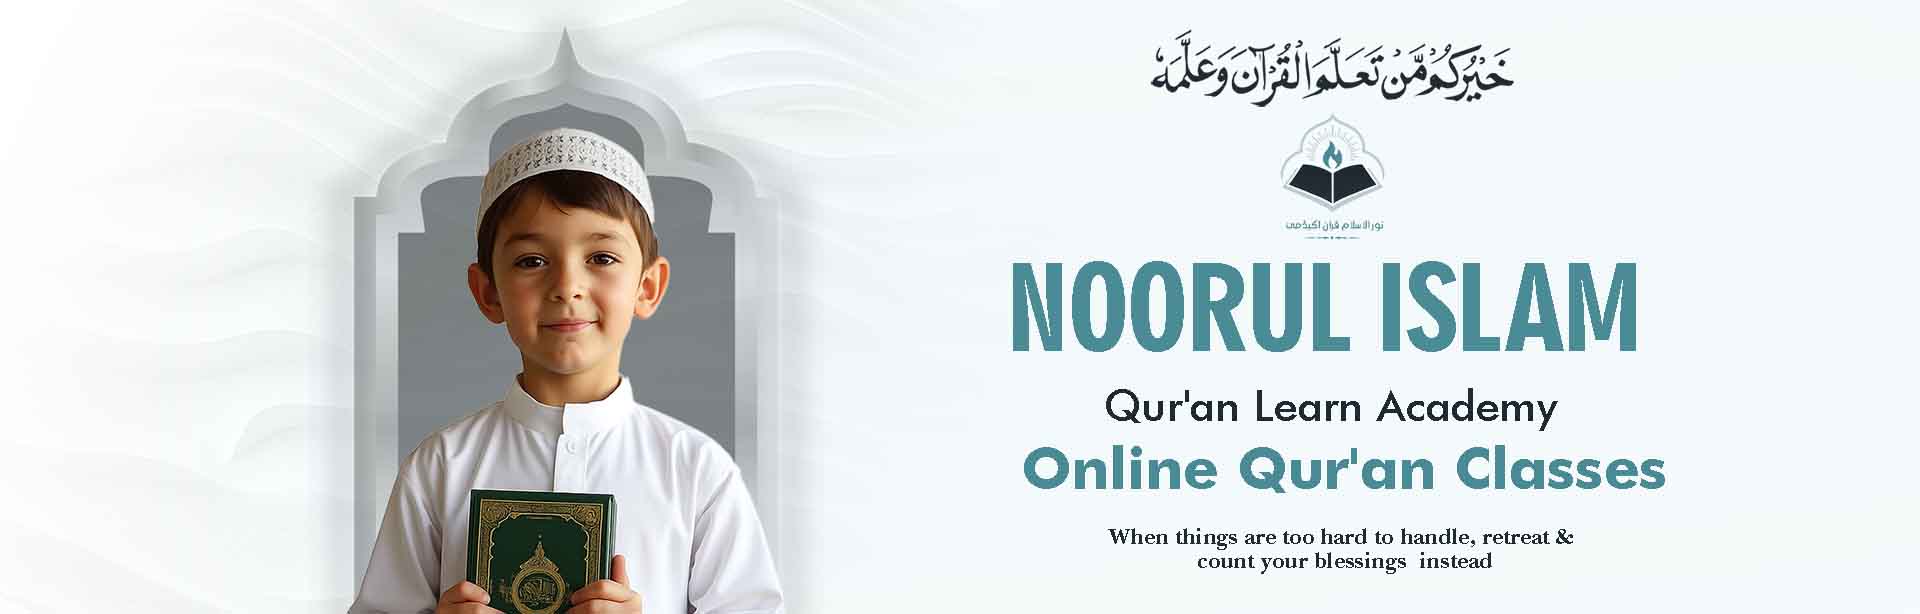 خَيْرُكُمْ مَّنْ تَعَلَّمَ الْقُرْآنَ وَعَلَّمَهٗ
نور الاسلام قرآن اکیڈمی
NOORUL ISLAM
Qur'an Learn Academy
Online Qur'an Classes
When things are too hard to handle, retreat &
count your blessings instead